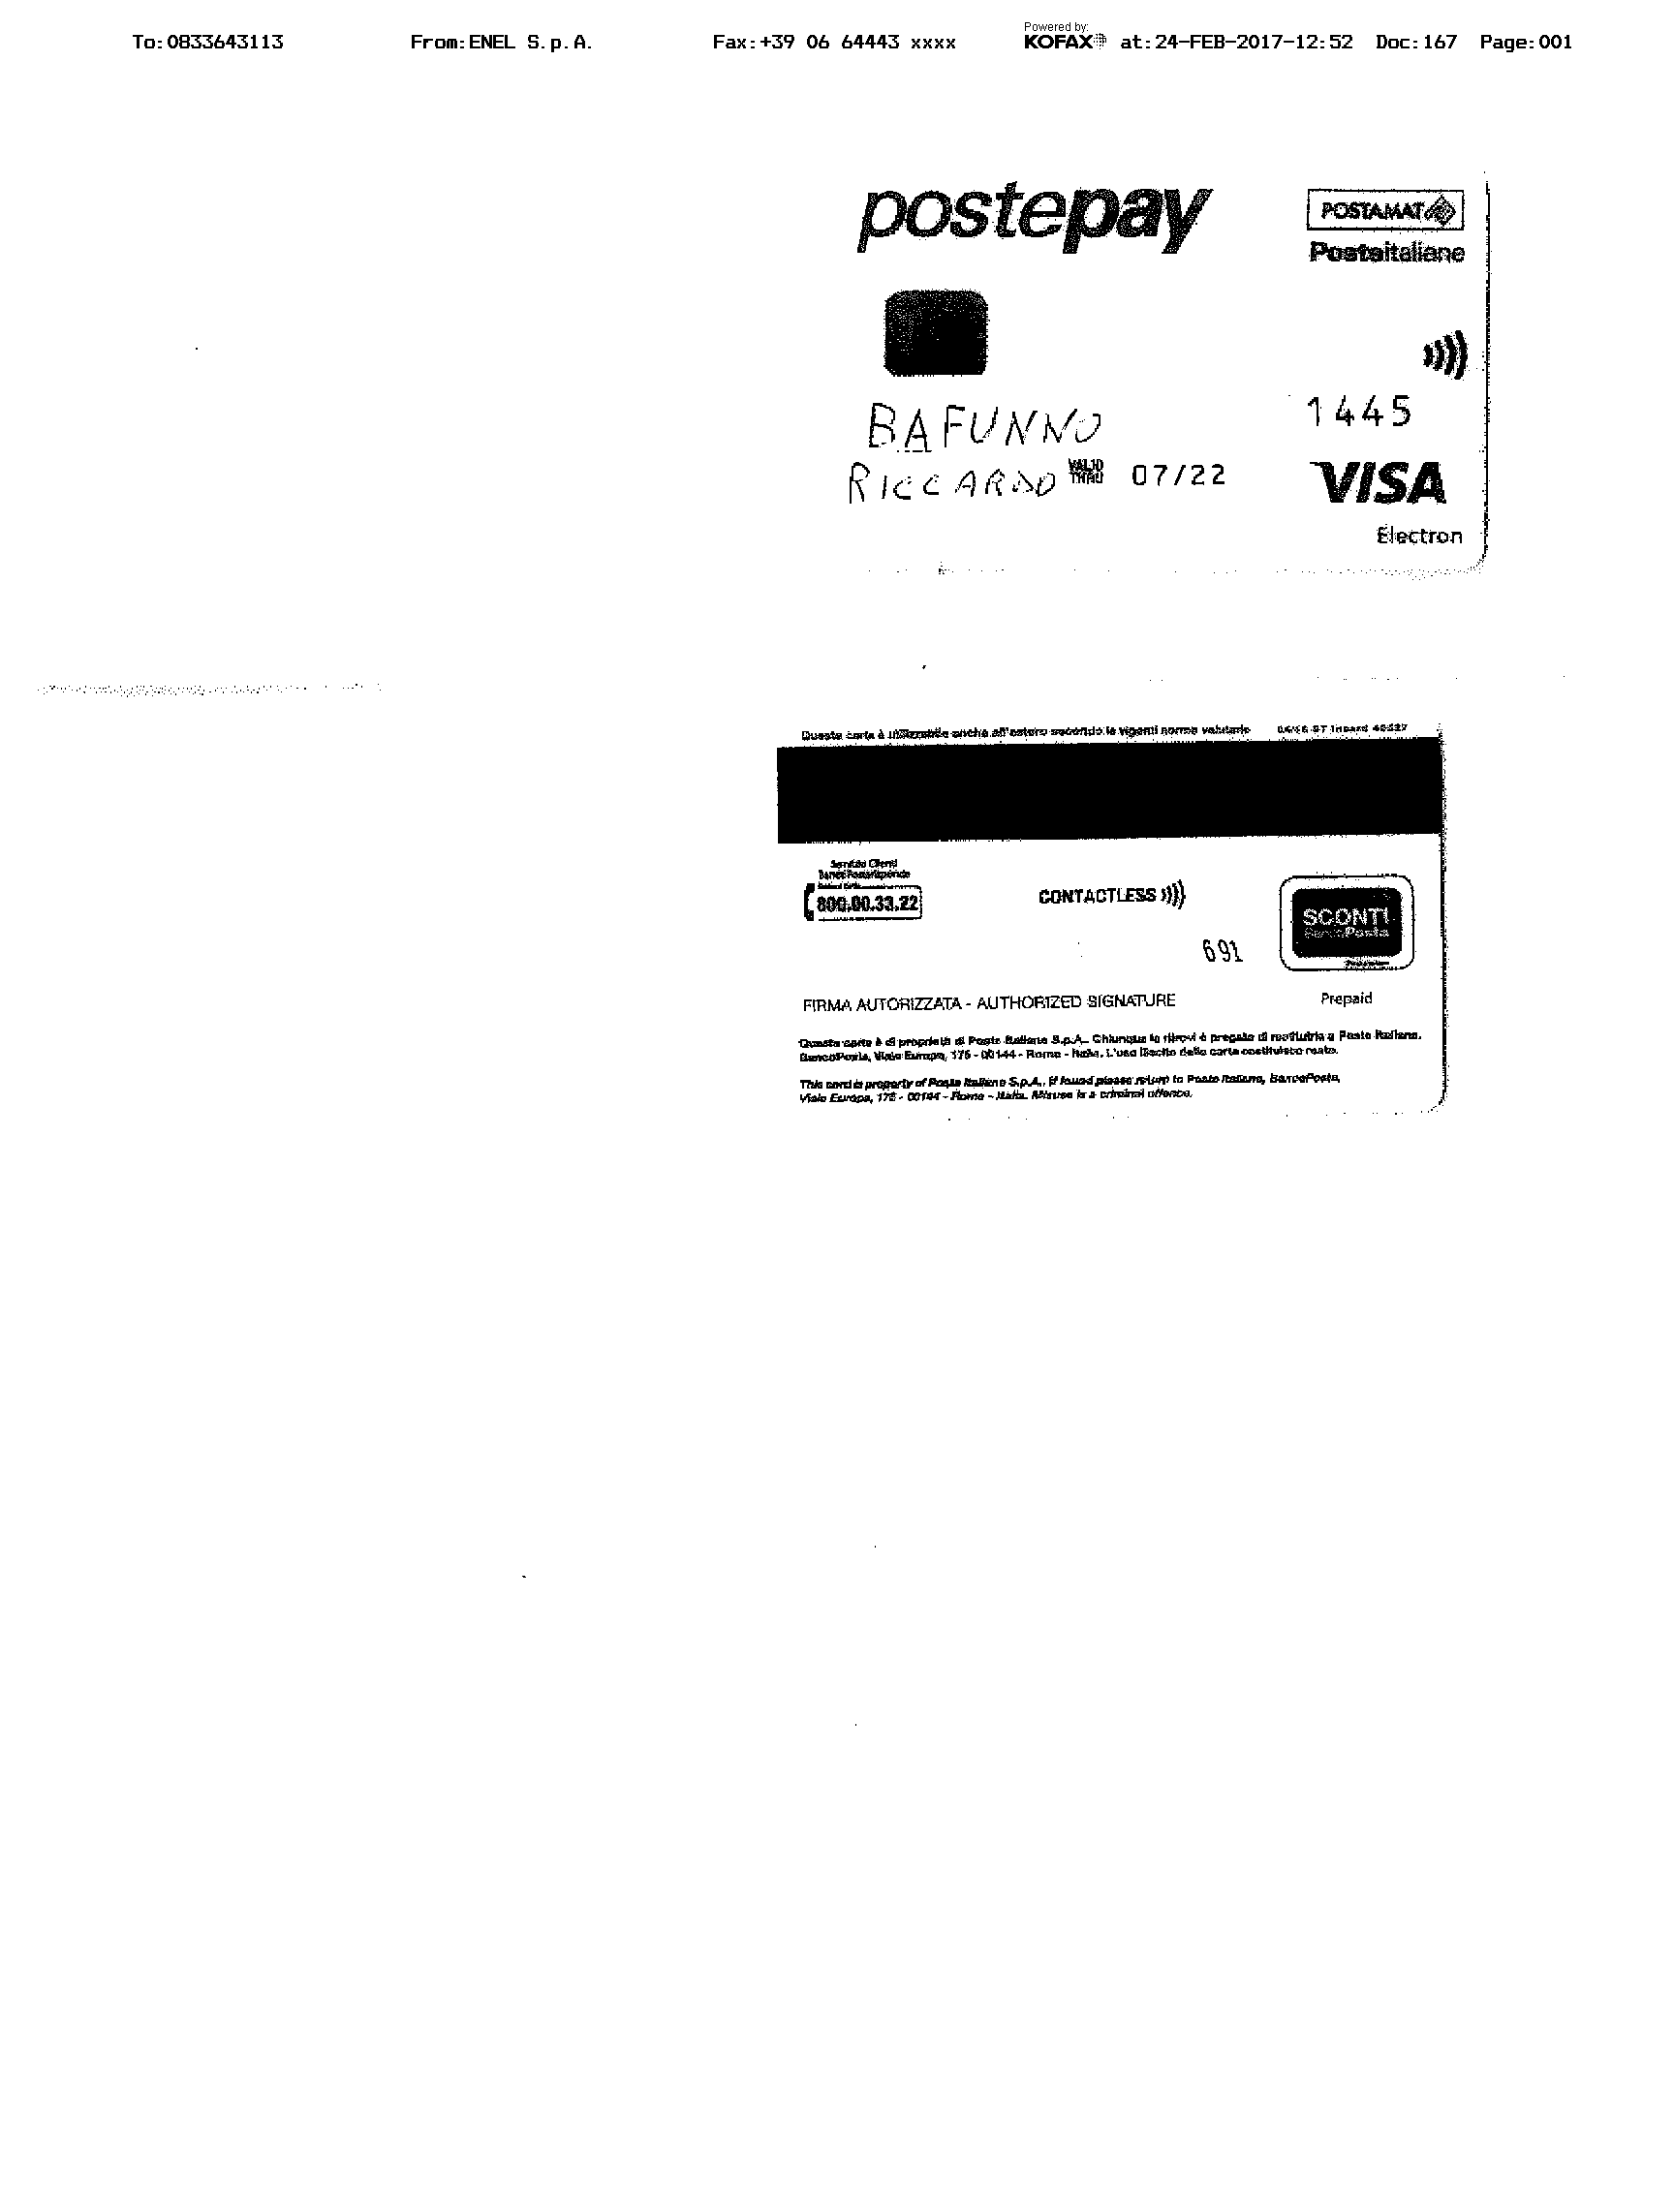 To:0833643113 From:ENEL S.p.A. Fax:+39 06 64443 xxxx Powered by: KOFAX at:24-FEB-2017-12:52 Doc:167 Page:001
postepay
POSTAMAT
Posteitaliane
BAFUNNO
1445
RICCARDO VALID THRU 07/22 VISA
Electron
Questa carta è utilizzabile anche all'estero secondo le vigenti norme valutarie
Servizio Clienti
BancoPostaRisponde
800.00.33.22
CONTACTLESS
SCONTI
BancoPosta
691
FIRMA AUTORIZZATA - AUTHORIZED SIGNATURE
Prepaid
Questa carta è di proprietà di Poste Italiane S.p.A.. Chiunque la ritrovi è pregato di restituirla a Poste Italiane,
BancoPosta, Viale Europa, 175 - 00144 - Roma - Italia. L'uso illecito della carta costituisce reato.
This card is property of Poste Italiane S.p.A.. If found please return to Poste Italiane, BancoPosta,
Viale Europa, 175 - 00144 - Roma - Italia. Misuse is a criminal offence.